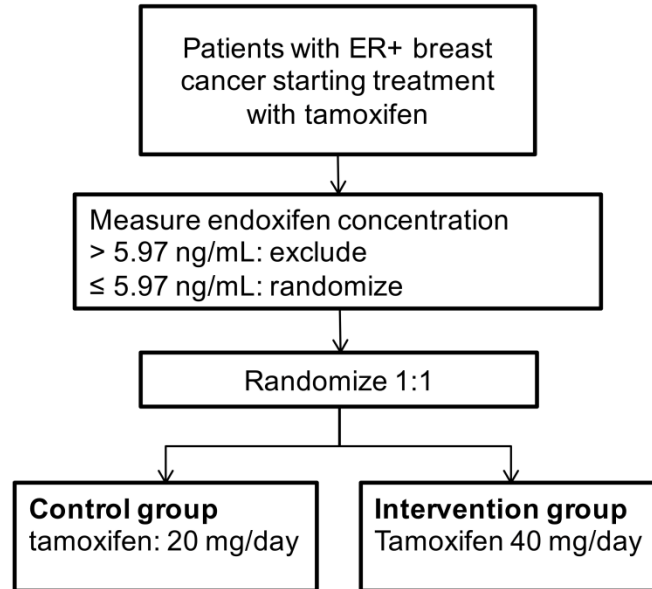 Patients with ER+ breast
cancer starting treatment
with tamoxifen
Measure endoxifen concentration
> 5.97 ng/mL: exclude
≤ 5.97 ng/mL: randomize
Randomize 1:1
Control group
tamoxifen: 20 mg/day
Intervention group
Tamoxifen 40 mg/day